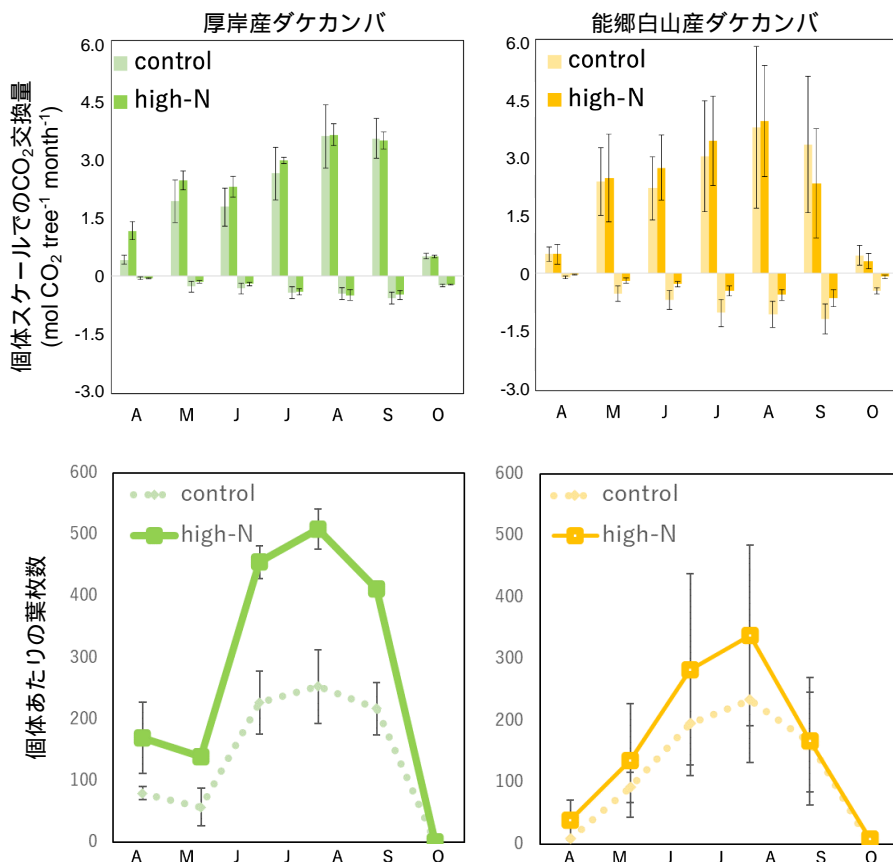 厚岸産ダケカンバ
能郷白山産ダケカンバ
個体スケールでのCO₂交換量
(mol CO₂ tree⁻¹ month⁻¹)
6.0
4.5
3.0
1.5
0
-1.5
-3.0
control
high-N
A M J J A S O
6.0
4.5
3.0
1.5
0
-1.5
-3.0
control
high-N
A M J J A S O
個体あたりの葉枚数
600
500
400
300
200
100
0
control
high-N
A M J J A S O
600
500
400
300
200
100
0
control
high-N
A M J J A S O